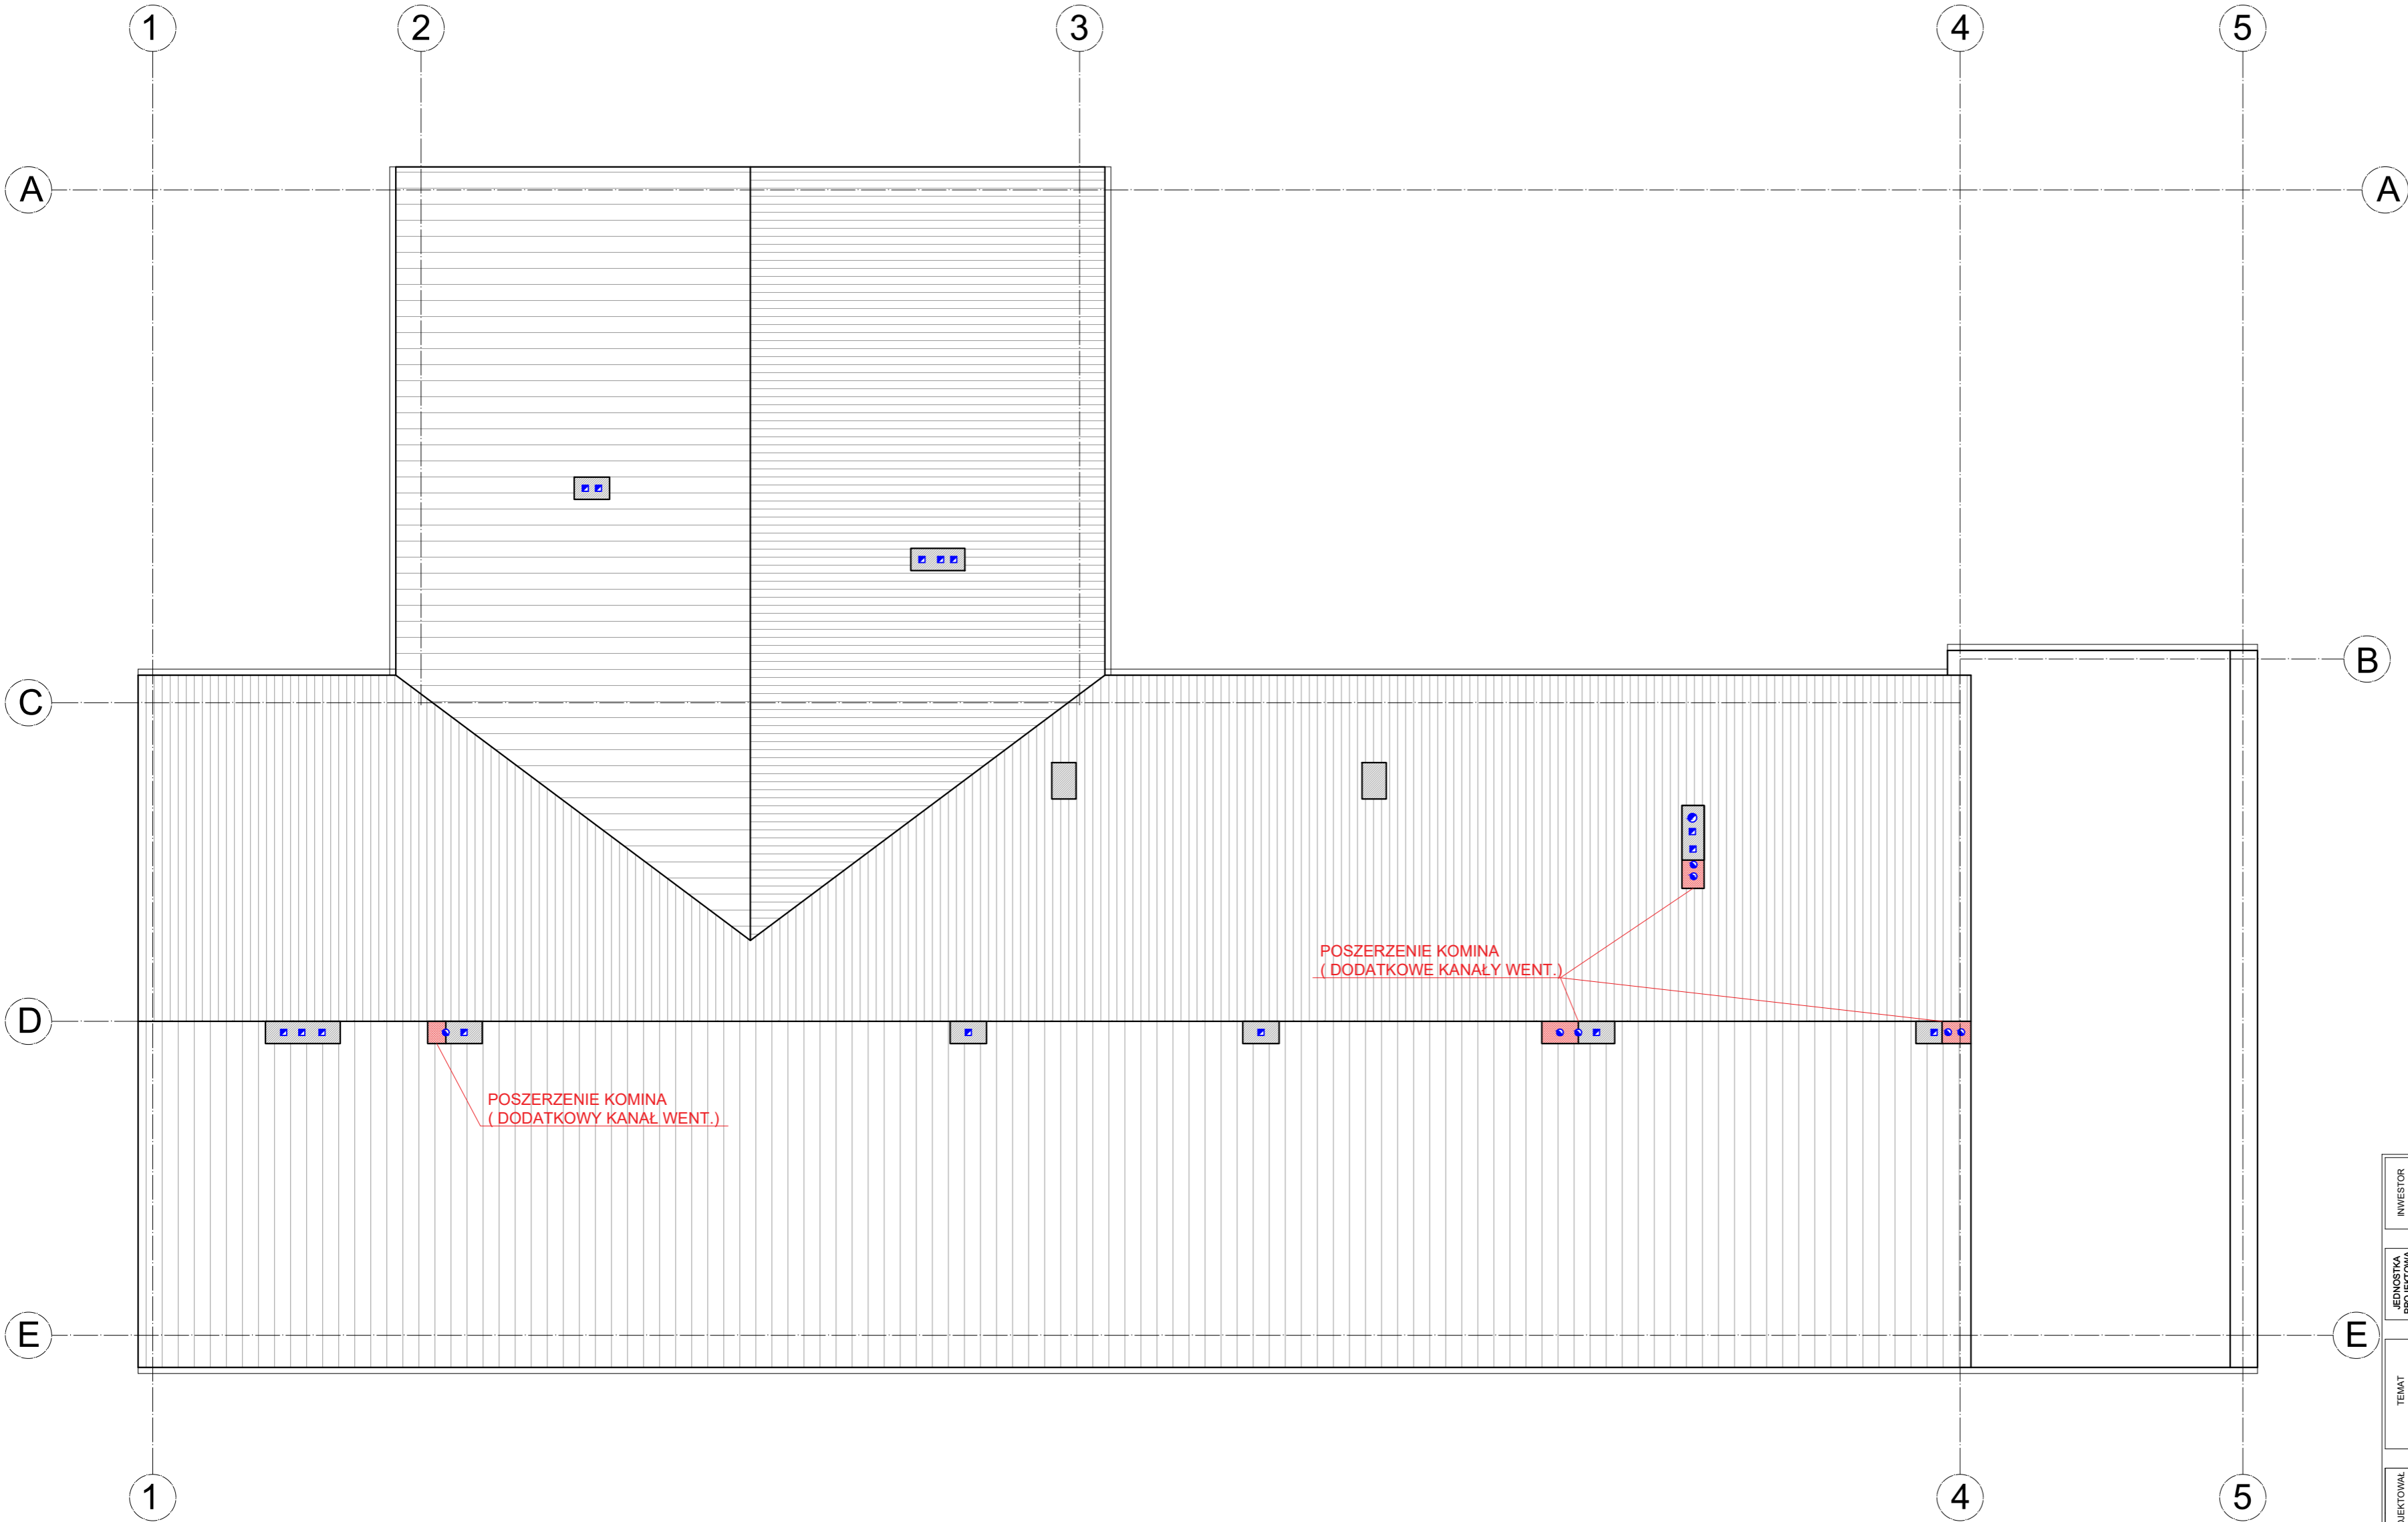 1
2
3
4
5
A
A
B
C
POSZERZENIE KOMINA
( DODATKOWE KANAŁY WENT.)
D
POSZERZENIE KOMINA
( DODATKOWY KANAŁ WENT.)
INWESTOR
JEDNOSTKA
E
E
TEMAT
1
4
5